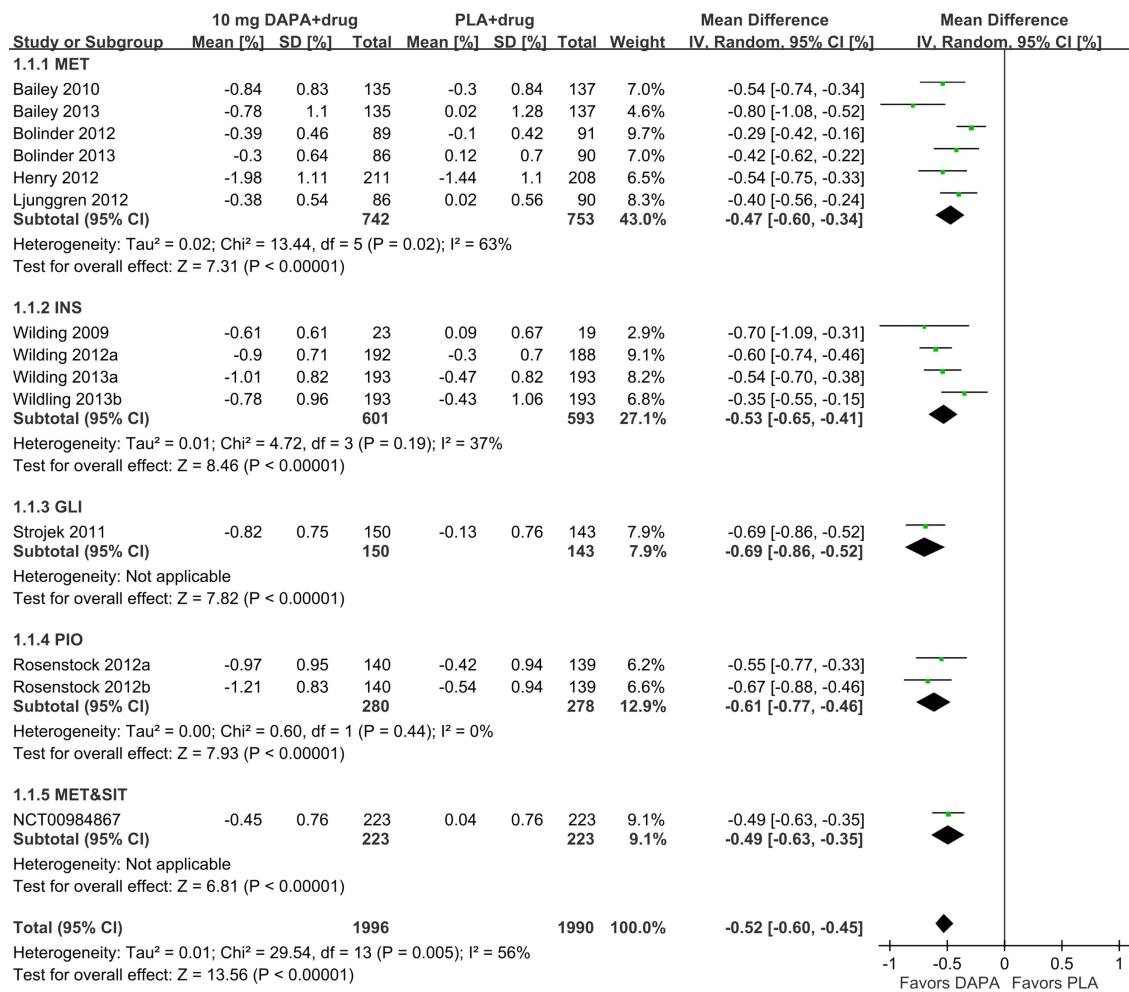 10 mg DAPA+drug PLA+drug Mean Difference Mean Difference
Study or Subgroup Mean [%] SD [%] Total Mean [%] SD [%] Total Weight IV, Random, 95% CI [%] IV, Random, 95% CI [%]
1.1.1 MET
Bailey 2010 -0.84 0.83 135 -0.3 0.84 137 7.0% -0.54 [-0.74, -0.34]
Bailey 2013 -0.78 1.1 135 0.02 1.28 137 4.6% -0.80 [-1.08, -0.52]
Bolinder 2012 -0.39 0.46 89 -0.1 0.42 91 9.7% -0.29 [-0.42, -0.16]
Bolinder 2013 -0.3 0.64 86 0.12 0.7 90 7.0% -0.42 [-0.62, -0.22]
Henry 2012 -1.98 1.11 211 -1.44 1.1 208 6.5% -0.54 [-0.75, -0.33]
Ljunggren 2012 -0.38 0.54 86 0.02 0.56 90 8.3% -0.40 [-0.56, -0.24]
Subtotal (95% CI) 742 753 43.0% -0.47 [-0.60, -0.34]
Heterogeneity: Tau² = 0.02; Chi² = 13.44, df = 5 (P = 0.02); I² = 63%
Test for overall effect: Z = 7.31 (P < 0.00001)
1.1.2 INS
Wilding 2009 -0.61 0.61 23 0.09 0.67 19 2.9% -0.70 [-1.09, -0.31]
Wilding 2012a -0.9 0.71 192 -0.3 0.7 188 9.1% -0.60 [-0.74, -0.46]
Wilding 2013a -1.01 0.82 193 -0.47 0.82 193 8.2% -0.54 [-0.70, -0.38]
Wildling 2013b -0.78 0.96 193 -0.43 1.06 193 6.8% -0.35 [-0.55, -0.15]
Subtotal (95% CI) 601 593 27.1% -0.53 [-0.65, -0.41]
Heterogeneity: Tau² = 0.01; Chi² = 4.72, df = 3 (P = 0.19); I² = 37%
Test for overall effect: Z = 8.46 (P < 0.00001)
1.1.3 GLI
Strojek 2011 -0.82 0.75 150 -0.13 0.76 143 7.9% -0.69 [-0.86, -0.52]
Subtotal (95% CI) 150 143 7.9% -0.69 [-0.86, -0.52]
Heterogeneity: Not applicable
Test for overall effect: Z = 7.82 (P < 0.00001)
1.1.4 PIO
Rosenstock 2012a -0.97 0.95 140 -0.42 0.94 139 6.2% -0.55 [-0.77, -0.33]
Rosenstock 2012b -1.21 0.83 140 -0.54 0.94 139 6.6% -0.67 [-0.88, -0.46]
Subtotal (95% CI) 280 278 12.9% -0.61 [-0.77, -0.46]
Heterogeneity: Tau² = 0.00; Chi² = 0.60, df = 1 (P = 0.44); I² = 0%
Test for overall effect: Z = 7.93 (P < 0.00001)
1.1.5 MET&SIT
NCT00984867 -0.45 0.76 223 0.04 0.76 223 9.1% -0.49 [-0.63, -0.35]
Subtotal (95% CI) 223 223 9.1% -0.49 [-0.63, -0.35]
Heterogeneity: Not applicable
Test for overall effect: Z = 6.81 (P < 0.00001)
Total (95% CI) 1996 1990 100.0% -0.52 [-0.60, -0.45]
Heterogeneity: Tau² = 0.01; Chi² = 29.54, df = 13 (P = 0.005); I² = 56%
Test for overall effect: Z = 13.56 (P < 0.00001)
-1 -0.5 0 0.5 1
Favors DAPA Favors PLA